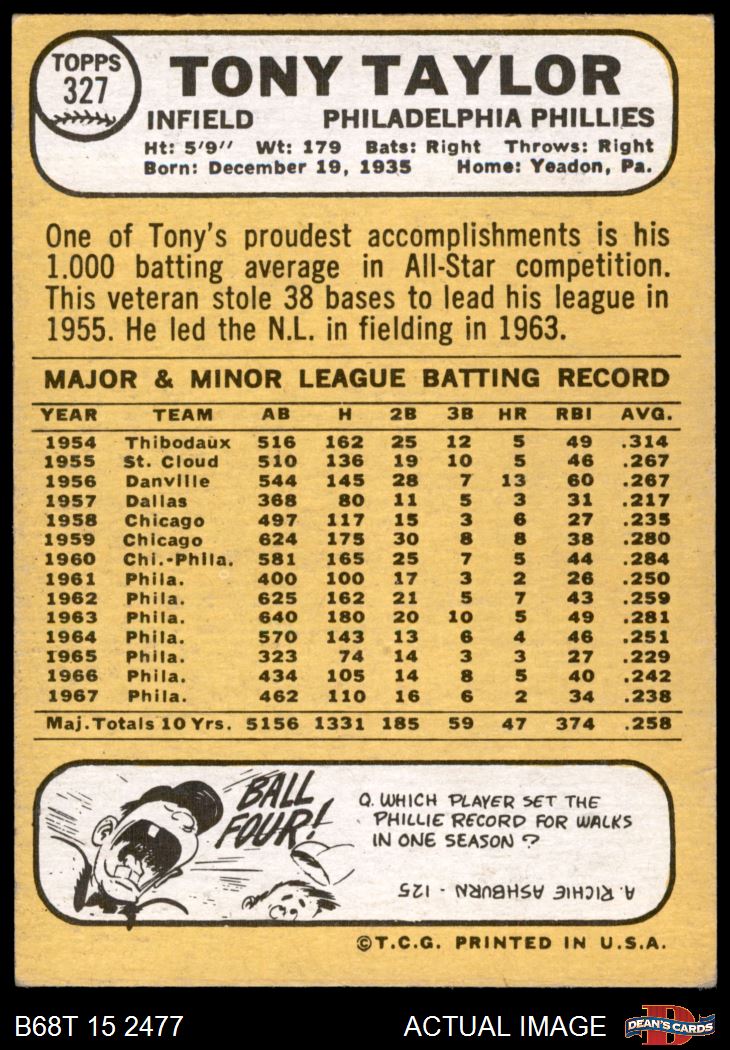 TOPPS
327
TONY TAYLOR
INFIELD PHILADELPHIA PHILLIES
Ht: 5'9" Wt: 179 Bats: Right Throws: Right
Born: December 19, 1935 Home: Yeadon, Pa.
One of Tony's proudest accomplishments is his
1.000 batting average in All-Star competition.
This veteran stole 38 bases to lead his league in
1955. He led the N.L. in fielding in 1963.
MAJOR & MINOR LEAGUE BATTING RECORD
YEAR TEAM AB H 2B 3B HR RBI AVG.
1954 Thibodaux 516 162 25 12 5 49 .314
1955 St. Cloud 510 136 19 10 5 46 .267
1956 Danville 544 145 28 7 13 60 .267
1957 Dallas 368 80 11 5 3 31 .217
1958 Chicago 497 117 15 3 6 27 .235
1959 Chicago 624 175 30 8 8 38 .280
1960 Chi.-Phila. 581 165 25 7 5 44 .284
1961 Phila. 400 100 17 3 2 26 .250
1962 Phila. 625 162 21 5 7 43 .259
1963 Phila. 640 180 20 10 5 49 .281
1964 Phila. 570 143 13 6 4 46 .251
1965 Phila. 323 74 14 3 3 27 .229
1966 Phila. 434 105 14 8 5 40 .242
1967 Phila. 462 110 16 6 2 34 .238
Maj. Totals 10 Yrs. 5156 1331 185 59 47 374 .258
BALL
FOUR!
Q. WHICH PLAYER SET THE
PHILLIE RECORD FOR WALKS
IN ONE SEASON ?
A. RICHIE ASHBURN - 125
©T.C.G. PRINTED IN U.S.A.
B68T 15 2477 ACTUAL IMAGE
D
DEAN'S CARDS